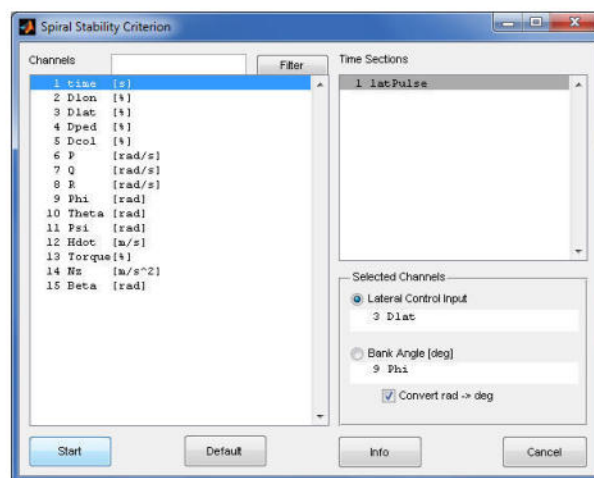 Spiral Stability Criterion
Channels
Filter
Time Sections
1 time [s]
2 Dlon [%]
3 Dlat [%]
4 Dped [%]
5 Dcol [%]
6 P [rad/s]
7 Q [rad/s]
8 R [rad/s]
9 Phi [rad]
10 Theta [rad]
11 Psi [rad]
12 Hdot [m/s]
13 Torque[%]
14 Nz [m/s^2]
15 Beta [rad]
1 latPulse
Selected Channels
Lateral Control Input
3 Dlat
Bank Angle [deg]
9 Phi
Convert rad -> deg
Start
Default
Info
Cancel